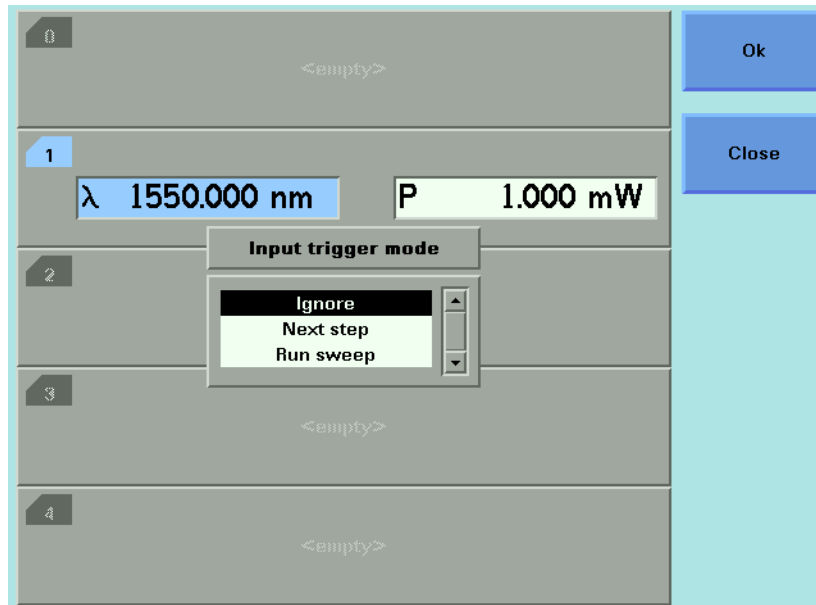 0
<empty>
Ok
1
Close
λ 1550.000 nm P 1.000 mW
Input trigger mode
2
Ignore
Next step
Run sweep
3
<empty>
4
<empty>